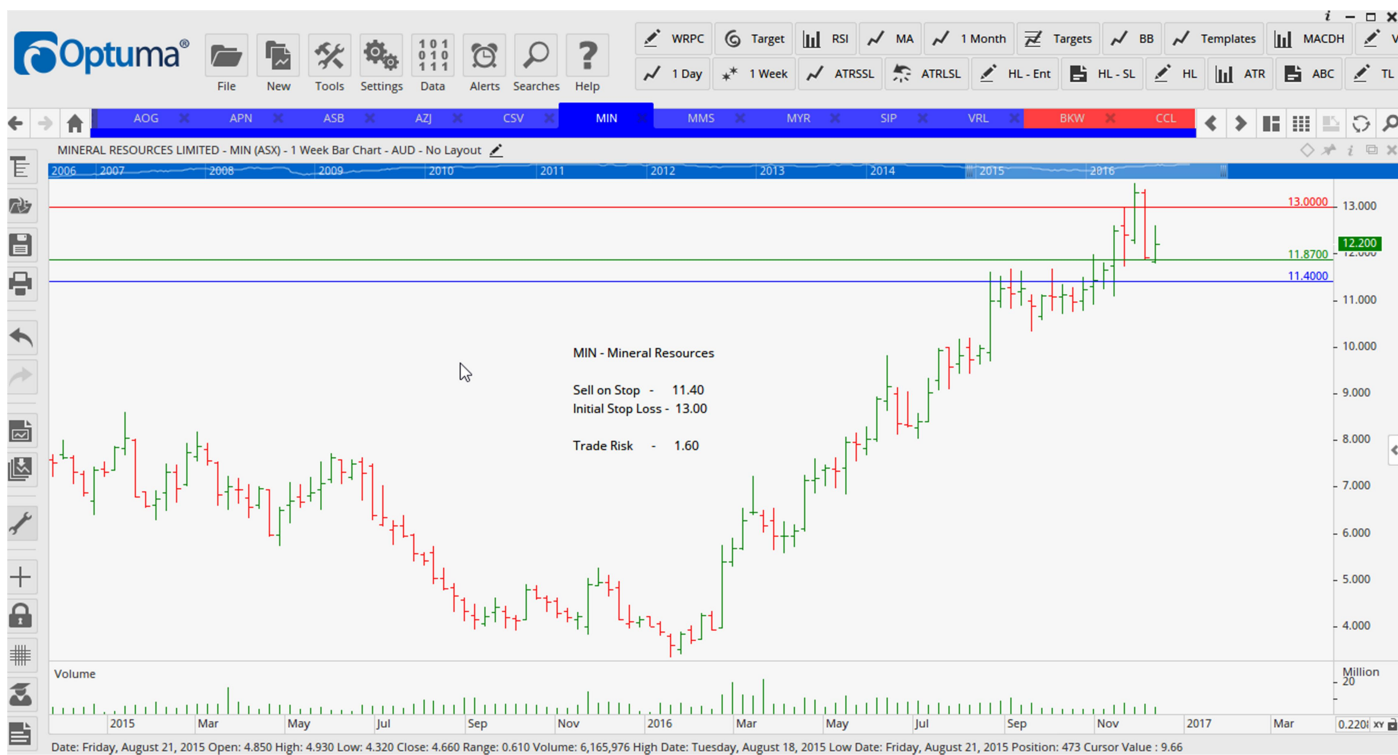 i
Optuma®
File New Tools Settings Data Alerts Searches Help
101
010
111
WRPC Target RSI MA 1 Month Targets BB Templates MACDH
1 Day 1 Week ATRSSL ATRLSL HL - Ent HL - SL HL ATR ABC TL
AOG APN ASB AZJ CSV MIN MMS MYR SIP VRL BKW CCL
MINERAL RESOURCES LIMITED - MIN (ASX) - 1 Week Bar Chart - AUD - No Layout
2006 2007 2008 2009 2010 2011 2012 2013 2014 2015 2016
13.0000 13.000
12.200
11.8700 12.000
11.4000
11.000
10.000
MIN - Mineral Resources
9.000
Sell on Stop - 11.40
Initial Stop Loss - 13.00
8.000
Trade Risk - 1.60
7.000
6.000
5.000
4.000
Volume Million
20
2015 Mar May Jul Sep Nov 2016 Mar May Jul Sep Nov 2017 Mar 0.220 XY
Date: Friday, August 21, 2015 Open: 4.850 High: 4.930 Low: 4.320 Close: 4.660 Range: 0.610 Volume: 6,165,976 High Date: Tuesday, August 18, 2015 Low Date: Friday, August 21, 2015 Position: 473 Cursor Value : 9.66